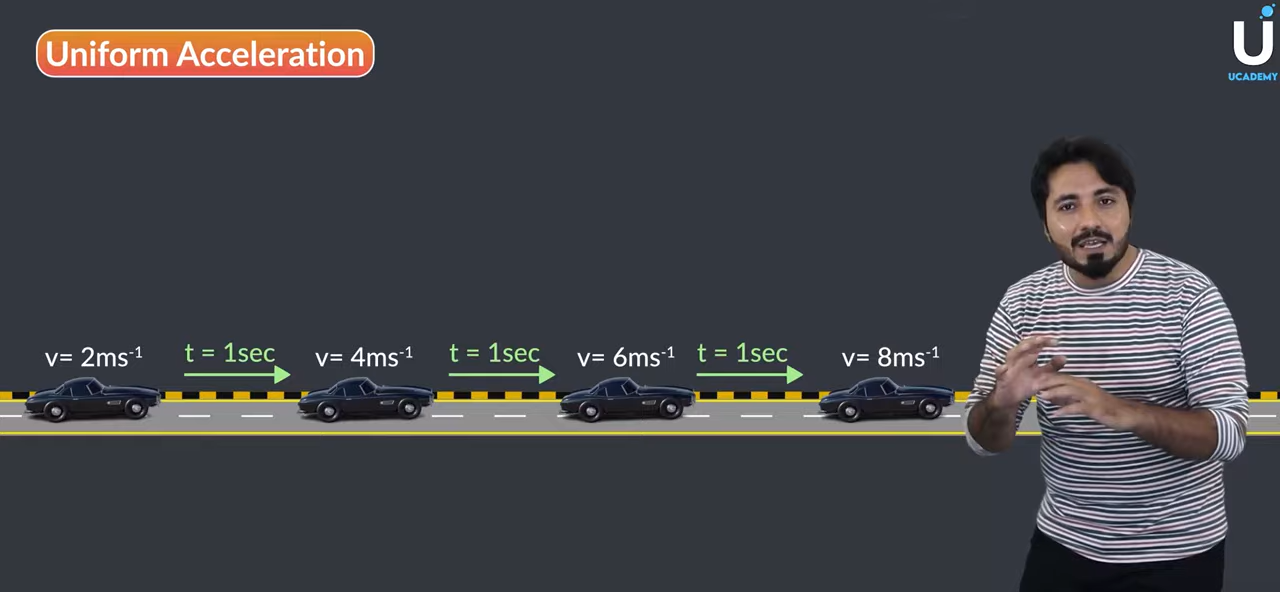 Uniform Acceleration
U
UCADEMY
v= 2ms⁻¹ t = 1sec v= 4ms⁻¹ t = 1sec v= 6ms⁻¹ t = 1sec v= 8ms⁻¹